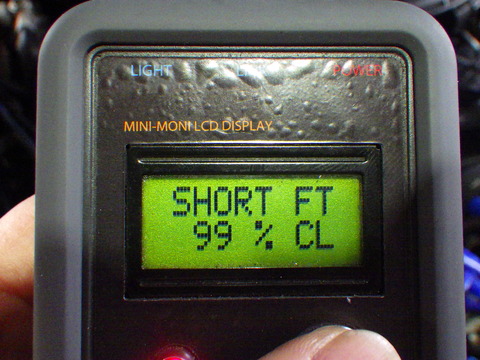 LIGHT POWER
MINI-MONI LCD DISPLAY
SHORT FT
99 % CL